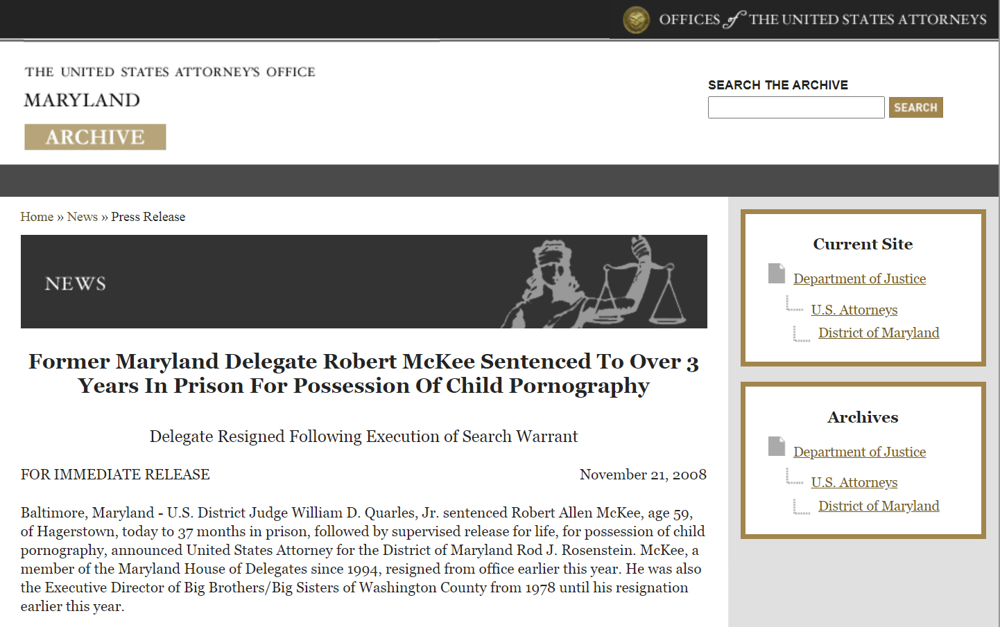 OFFICES of THE UNITED STATES ATTORNEYS
THE UNITED STATES ATTORNEY'S OFFICE
MARYLAND
ARCHIVE
SEARCH THE ARCHIVE
SEARCH
Home » News » Press Release
NEWS
Former Maryland Delegate Robert McKee Sentenced To Over 3
Years In Prison For Possession Of Child Pornography
Delegate Resigned Following Execution of Search Warrant
FOR IMMEDIATE RELEASE November 21, 2008
Baltimore, Maryland - U.S. District Judge William D. Quarles, Jr. sentenced Robert Allen McKee, age 59,
of Hagerstown, today to 37 months in prison, followed by supervised release for life, for possession of child
pornography, announced United States Attorney for the District of Maryland Rod J. Rosenstein. McKee, a
member of the Maryland House of Delegates since 1994, resigned from office earlier this year. He was also
the Executive Director of Big Brothers/Big Sisters of Washington County from 1978 until his resignation
earlier this year.
Current Site
Department of Justice
U.S. Attorneys
District of Maryland
Archives
Department of Justice
U.S. Attorneys
District of Maryland